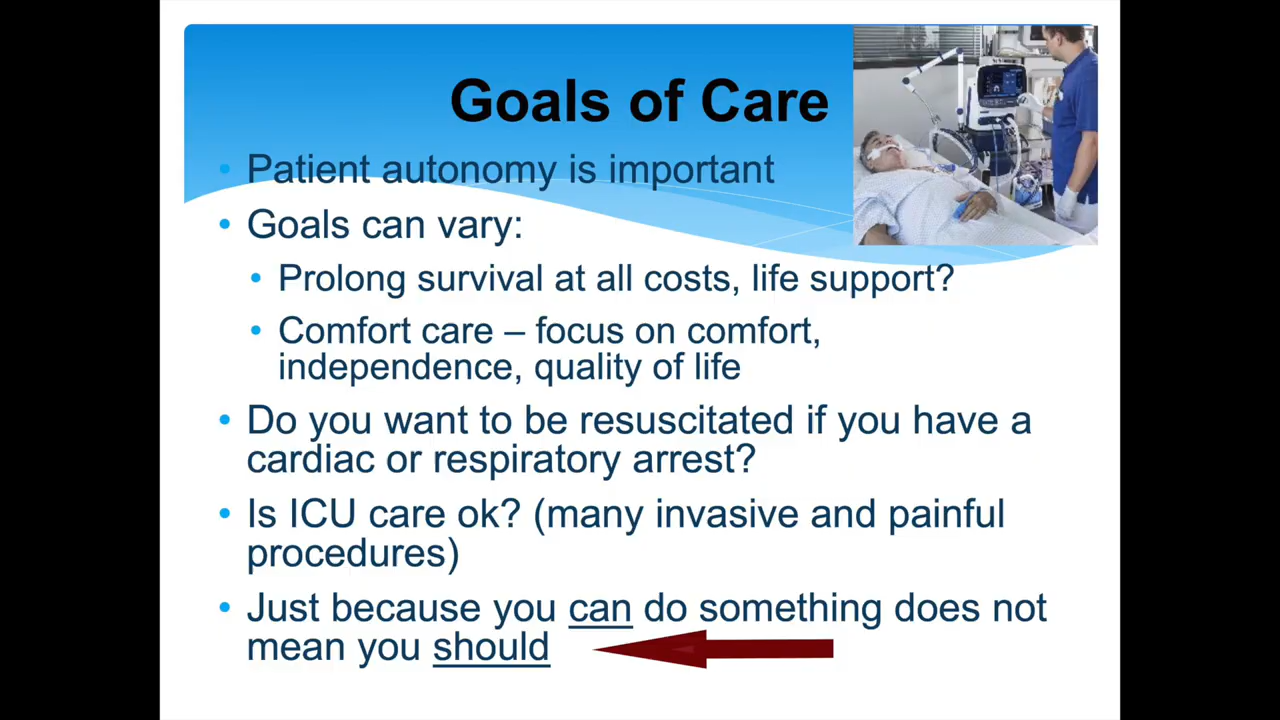 Goals of Care
• Patient autonomy is important
• Goals can vary:
• Prolong survival at all costs, life support?
• Comfort care – focus on comfort,
independence, quality of life
• Do you want to be resuscitated if you have a
cardiac or respiratory arrest?
• Is ICU care ok? (many invasive and painful
procedures)
• Just because you can do something does not
mean you should